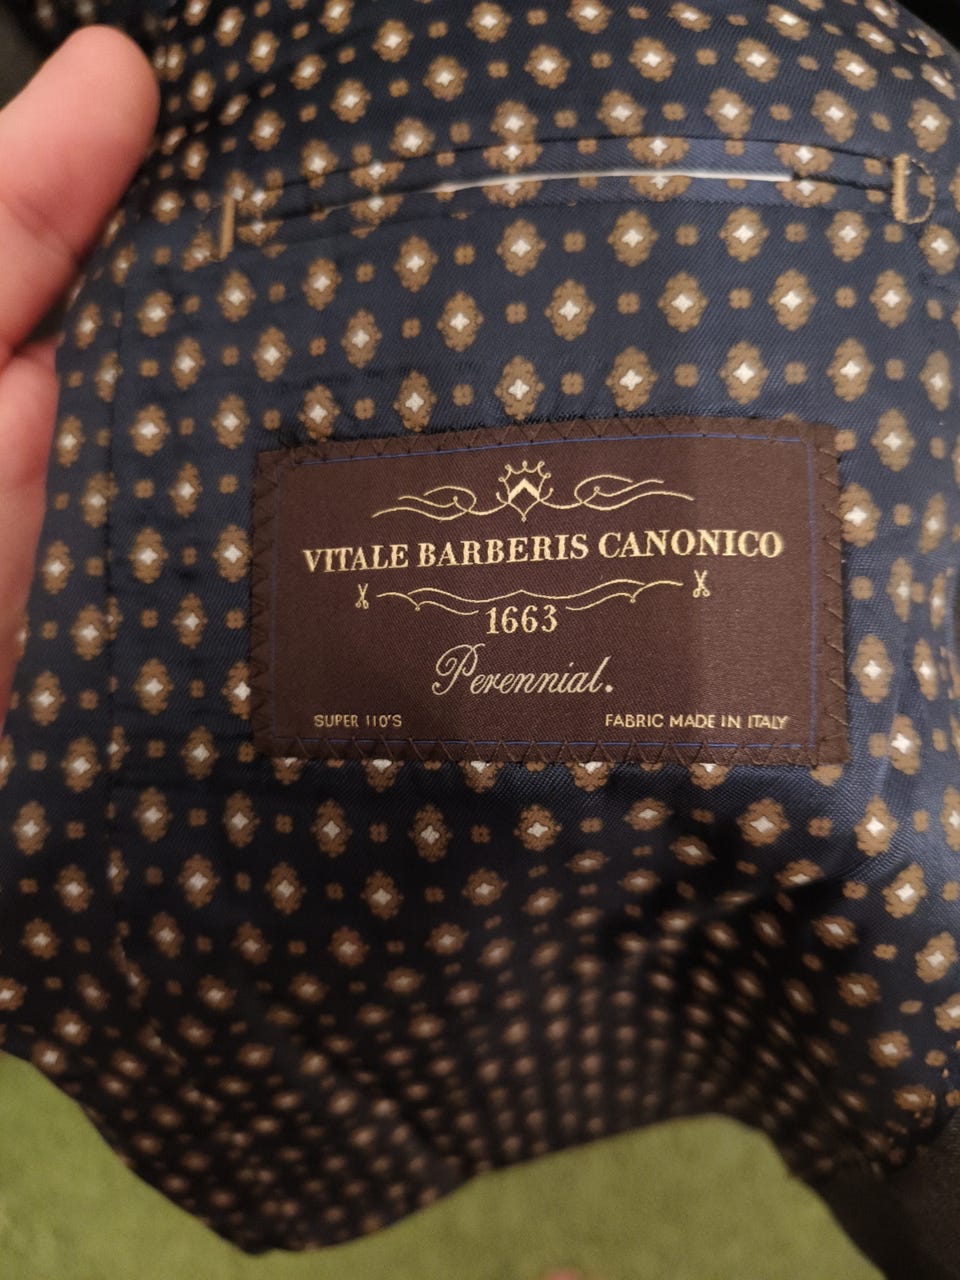 VITALE BARBERIS CANONICO
1663
Perennial.
SUPER 110'S
FABRIC MADE IN ITALY